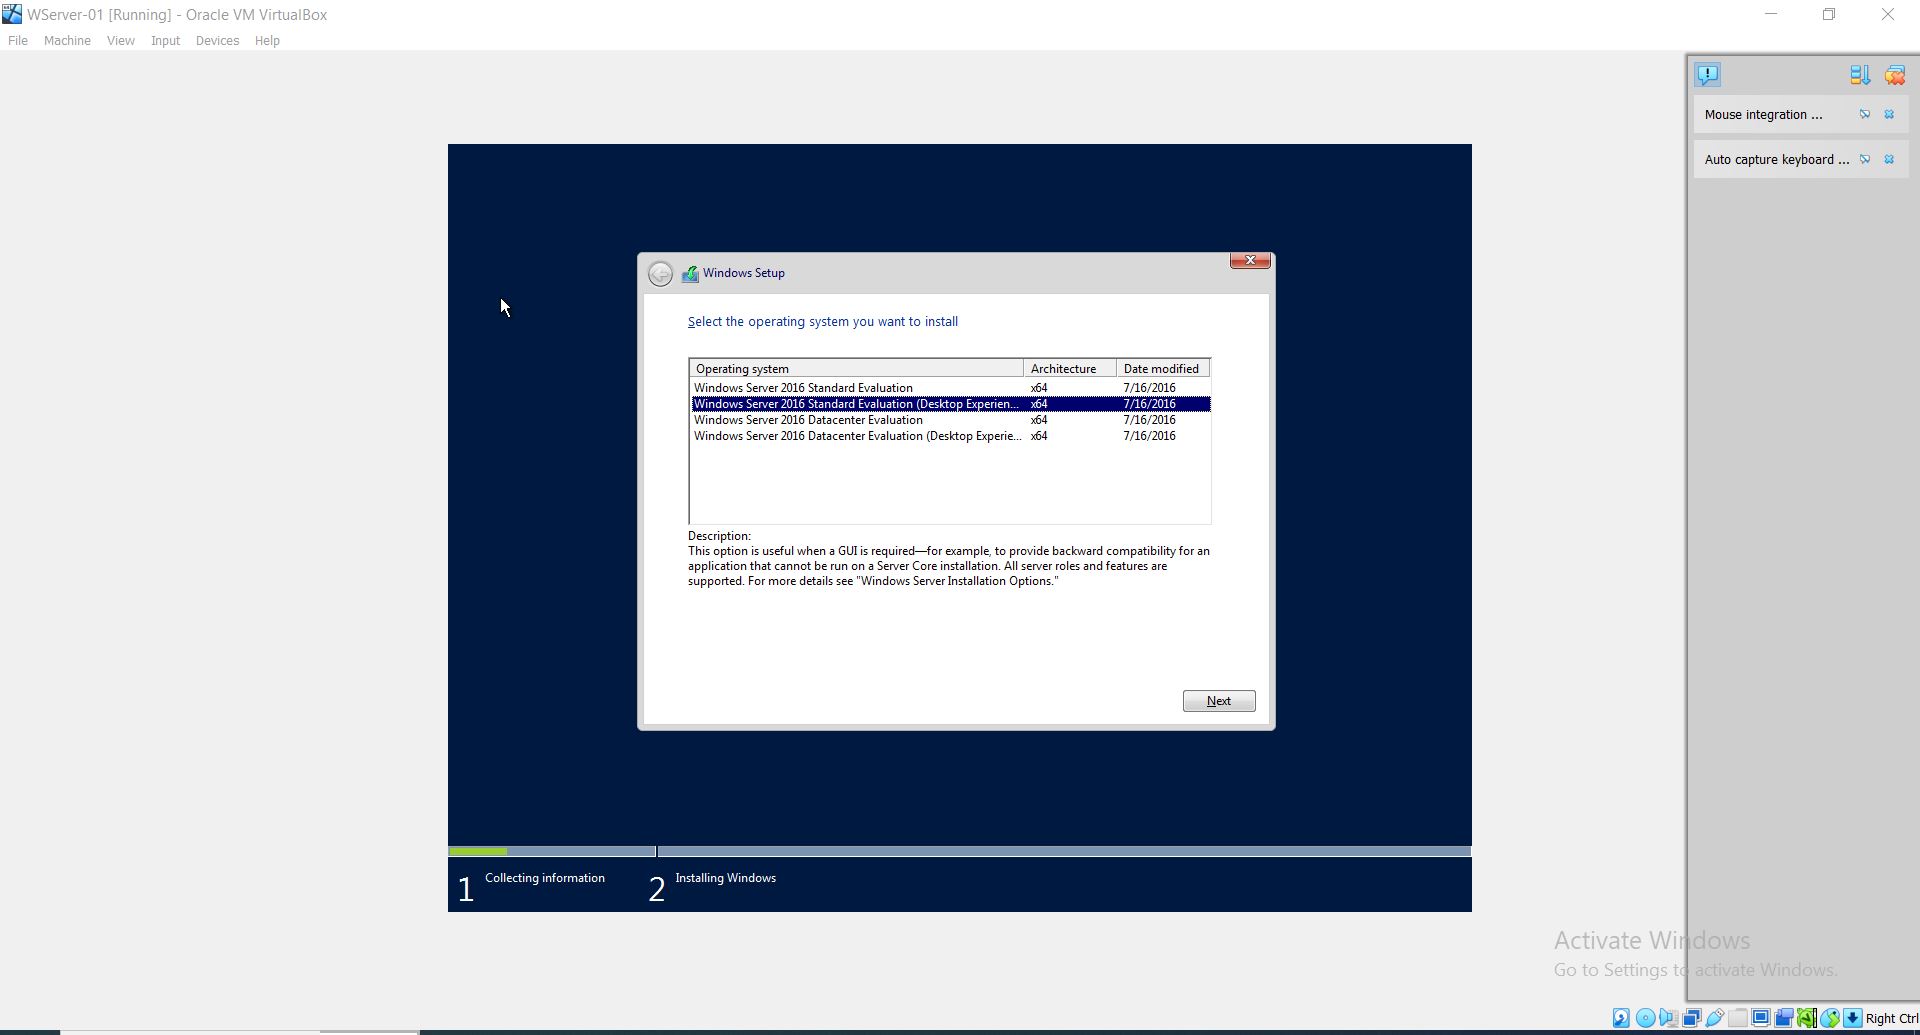 WServer-01 [Running] - Oracle VM VirtualBox
File Machine View Input Devices Help
Mouse integration ...
Auto capture keyboard ...
Windows Setup
Select the operating system you want to install
Operating system Architecture Date modified
Windows Server 2016 Standard Evaluation x64 7/16/2016
Windows Server 2016 Standard Evaluation (Desktop Experien... x64 7/16/2016
Windows Server 2016 Datacenter Evaluation x64 7/16/2016
Windows Server 2016 Datacenter Evaluation (Desktop Experie... x64 7/16/2016
Description:
This option is useful when a GUI is required—for example, to provide backward compatibility for an
application that cannot be run on a Server Core installation. All server roles and features are
supported. For more details see "Windows Server Installation Options."
Next
1 Collecting information 2 Installing Windows
Activate Windows
Go to Settings to activate Windows.
Right Ctrl